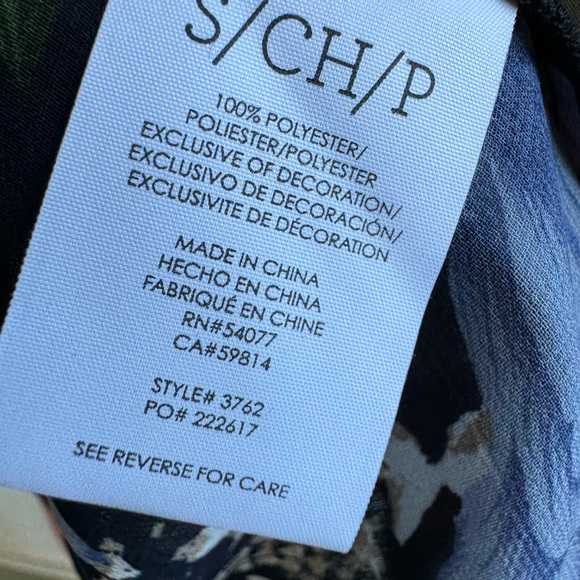 S/CH/P
100% POLYESTER/
POLIESTER/POLYESTER
EXCLUSIVE OF DECORATION/
EXCLUSIVO DE DECORACIÓN/
EXCLUSIVITE DE DÉCORATION
MADE IN CHINA
HECHO EN CHINA
FABRIQUÉ EN CHINE
RN#54077
CA#59814
STYLE# 3762
PO# 222617
SEE REVERSE FOR CARE